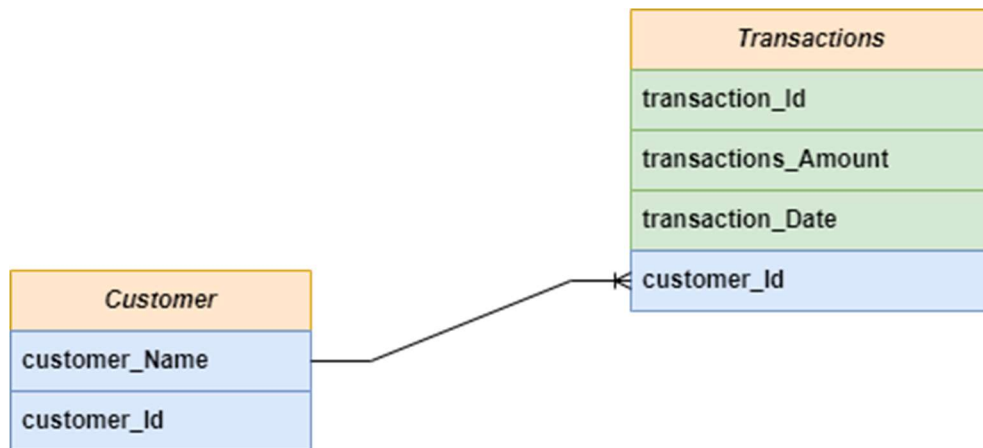 Transactions
transaction_Id
transactions_Amount
transaction_Date
customer_Id
Customer
customer_Name
customer_Id